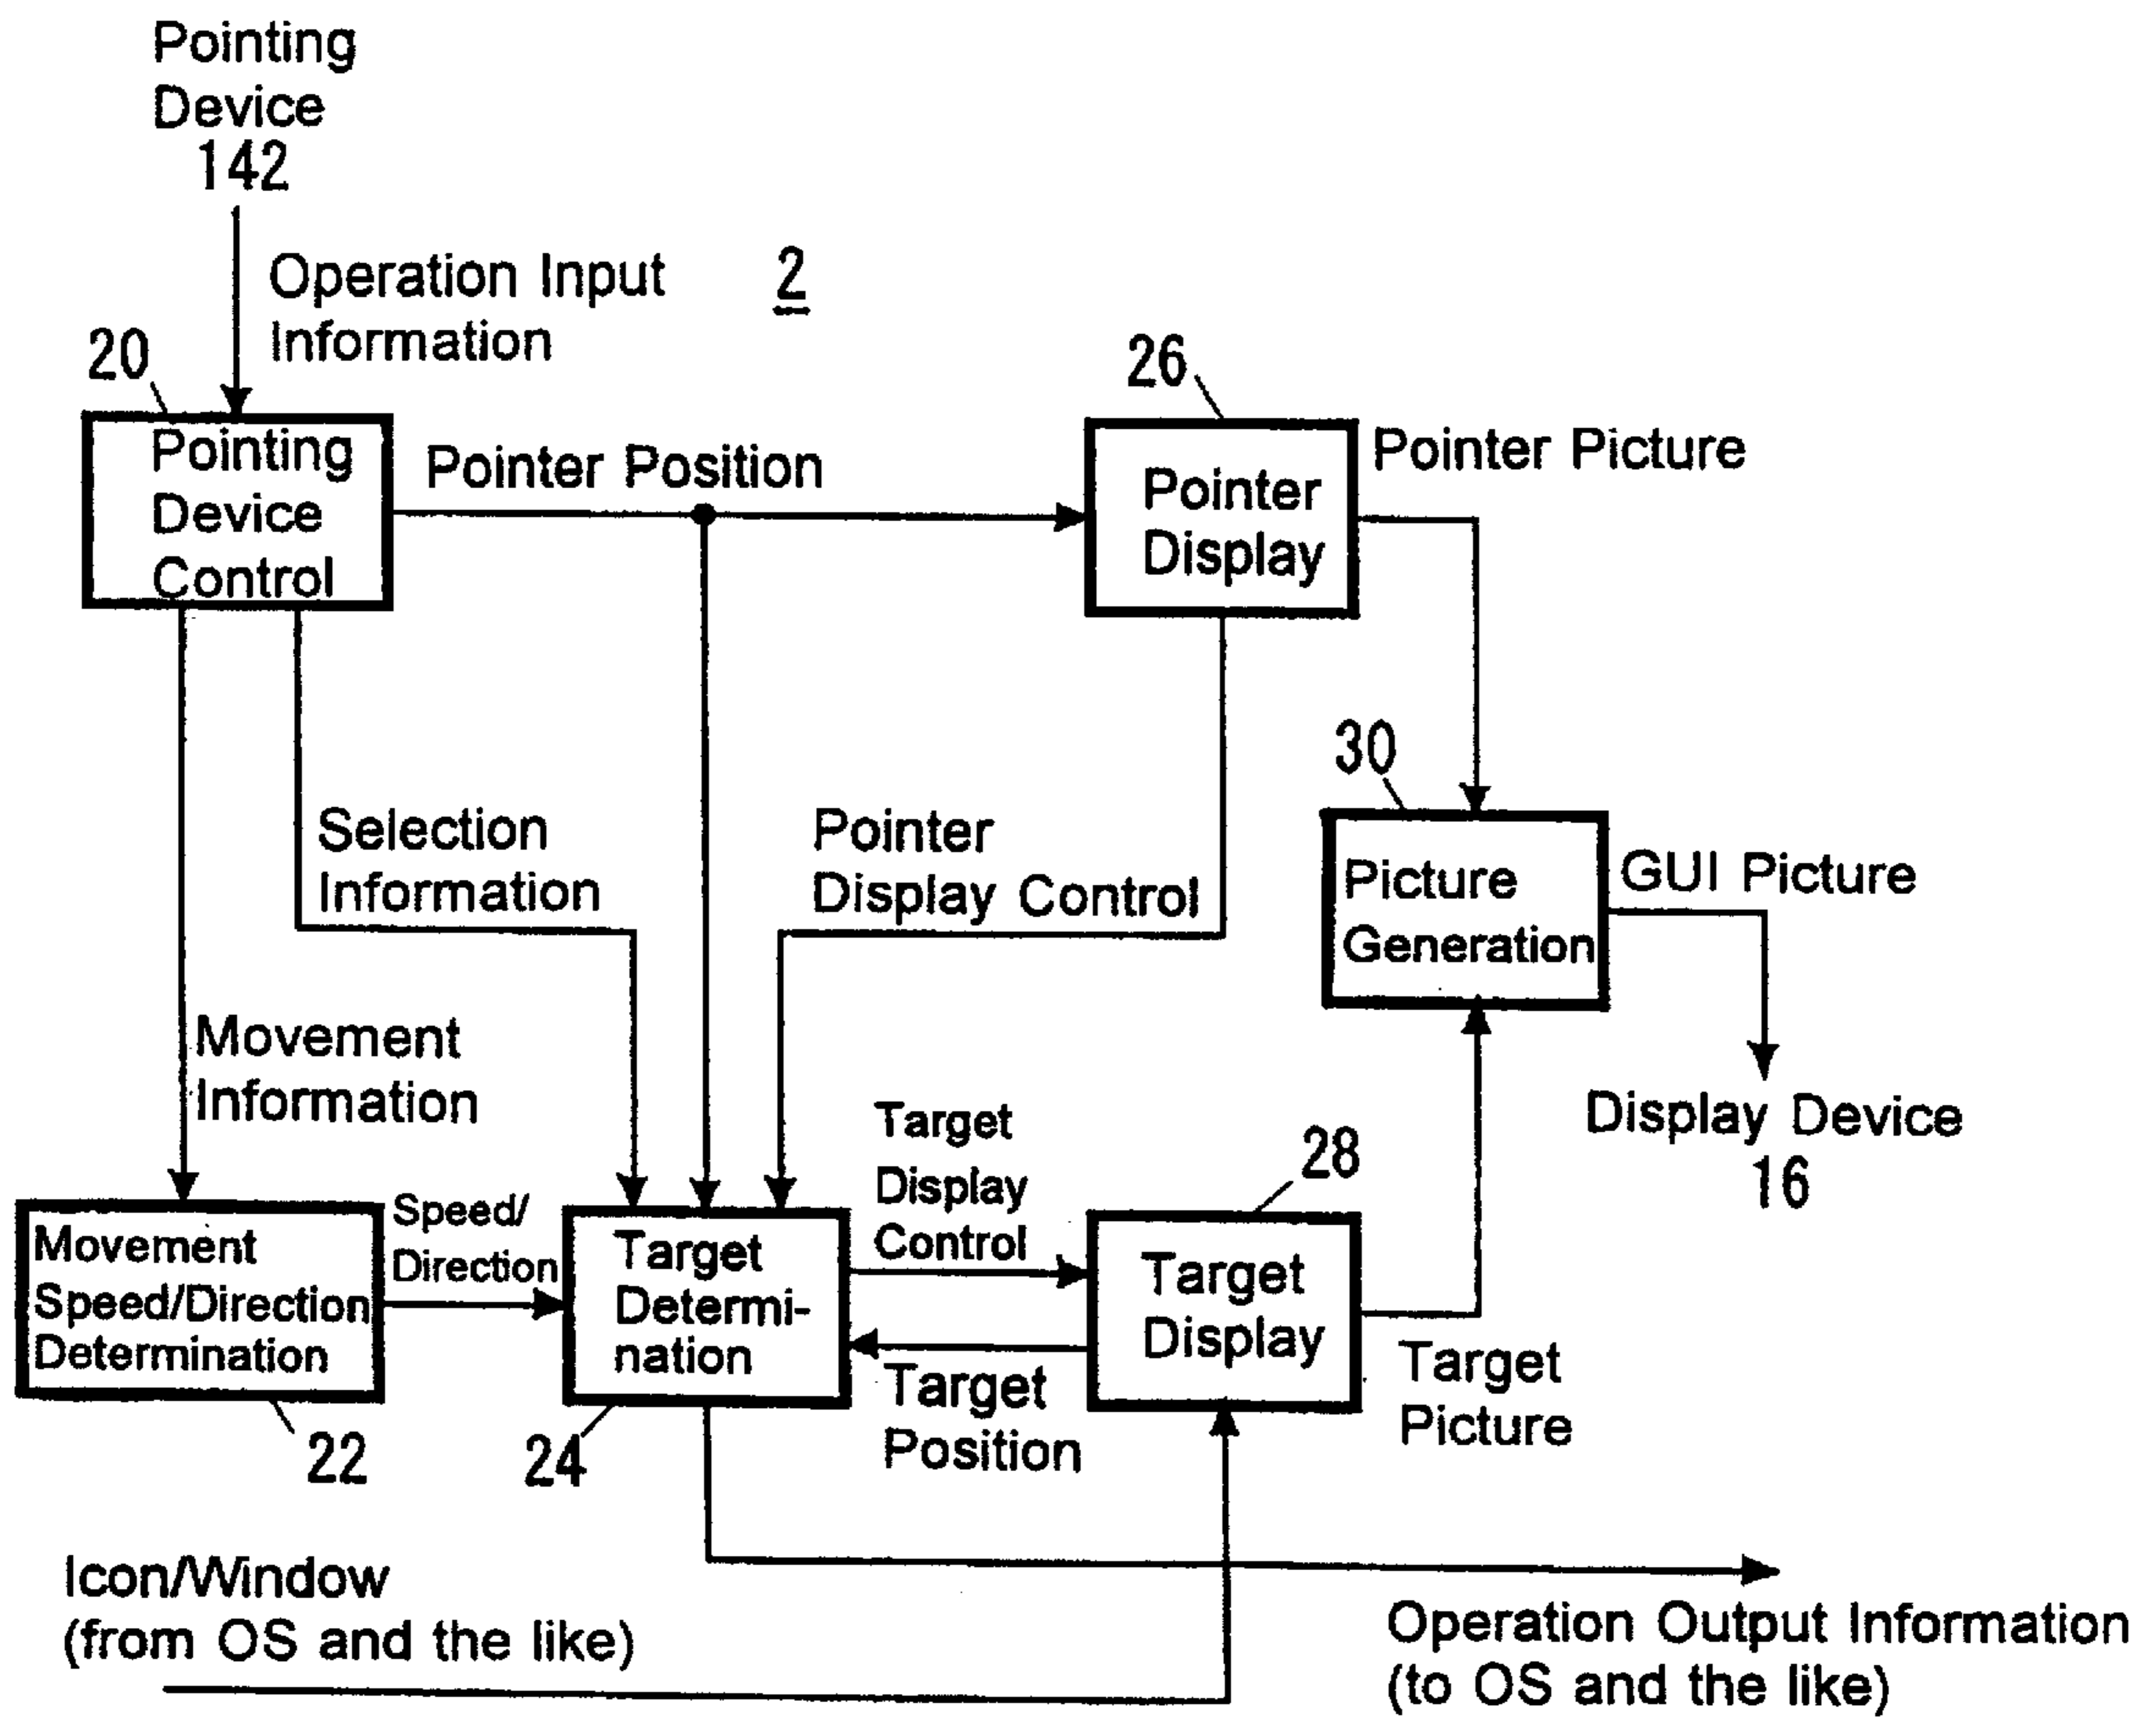 Pointing
Device
142
Operation Input
Information
2
20
Pointing
Device
Control
Pointer Position
26
Pointer
Display
Pointer Picture
30
Picture
Generation
GUI Picture
Display Device
16
Selection
Information
Pointer
Display Control
Movement
Information
Movement
Speed/Direction
Determination
22
Speed/
Direction
Target
Determi-
nation
24
Target
Display
Control
Target
Position
28
Target
Display
Target
Picture
Icon/Window
(from OS and the like)
Operation Output Information
(to OS and the like)